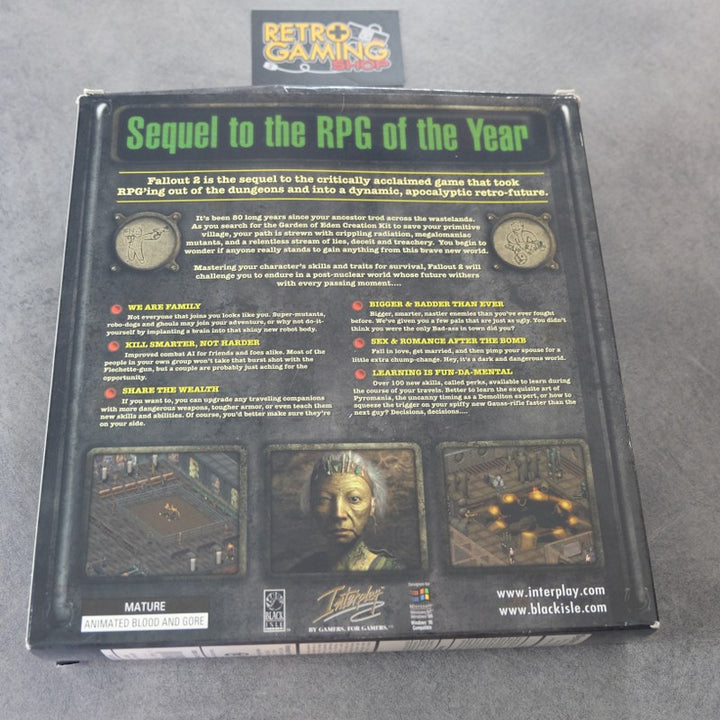 RETRO
GAMING
SHOP
Sequel to the RPG of the Year
Fallout 2 is the sequel to the critically acclaimed game that took
RPG'ing out of the dungeons and into a dynamic, apocalyptic retro-future.
It's been 80 long years since your ancestor trod across the wastelands.
As you search for the Garden of Eden Creation Kit to save your primitive
village, your path is strewn with crippling radiation, megalomaniac
mutants, and a relentless stream of lies, deceit and treachery. You begin to
wonder if anyone really stands to gain anything from this brave new world.
Mastering your character's skills and traits for survival, Fallout 2 will
challenge you to endure in a post-nuclear world whose future withers
with every passing moment....
WE ARE FAMILY
Not everyone that joins you looks like you. Super-mutants,
robo-dogs and ghouls may join your adventure, or why not do-it-
yourself by implanting a brain into that shiny new robot body.
KILL SMARTER, NOT HARDER
Improved combat AI for friends and foes alike. Most of the
people in your own group won't take that burst shot with the
Flechette-gun, but a couple are probably just aching for the
opportunity.
SHARE THE WEALTH
If you want to, you can upgrade any traveling companions
with more dangerous weapons, tougher armor, or even teach them
new skills and abilities. Of course, you'd better make sure they're
on your side.
BIGGER & BADDER THAN EVER
Bigger, smarter, nastier enemies than you've ever fought
before. We've given you a few pals that are just as ugly. You didn't
think you were the only Bad-ass in town did you?
SEX & ROMANCE AFTER THE BOMB
Fall in love, get married, and then pimp your spouse for a
little extra chump-change. Hey, it's a dark and dangerous world.
LEARNING IS FUN-DA-MENTAL
Over 100 new skills, called perks, available to learn during
the course of your travels. Better to learn the exquisite art of
Pyromania, the uncanny timing as a Demoliton expert, or how to
squeeze the trigger on your spiffy new Gauss-rifle faster than the
next guy? Decisions, decisions....
MATURE
ANIMATED BLOOD AND GORE
BLACK
ISLE
Interplay
BY GAMERS. FOR GAMERS.™
Designed for
Microsoft
Windows 95
Compatible
www.interplay.com
www.blackisle.com